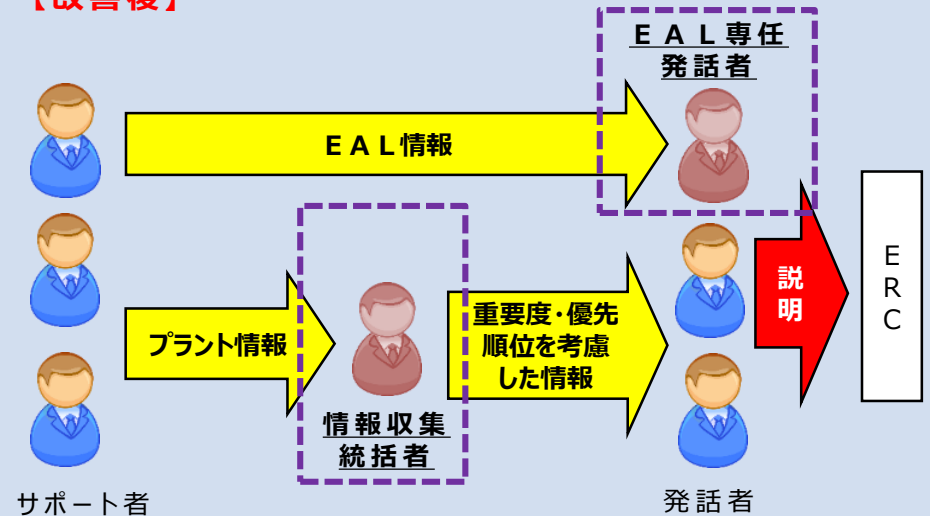 【改善後】
ＥＡＬ専任
発話者
ＥＡＬ情報
プラント情報
重要度・優先
順位を考慮
した情報
説
明
Ｅ
Ｒ
Ｃ
情報収集
統括者
サポート者
発話者